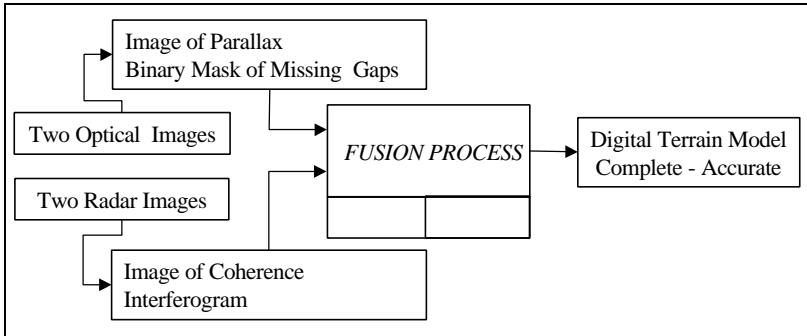 Image of Parallax
Binary Mask of Missing Gaps
Two Optical Images
FUSION PROCESS
Digital Terrain Model
Complete - Accurate
Two Radar Images
Image of Coherence
Interferogram